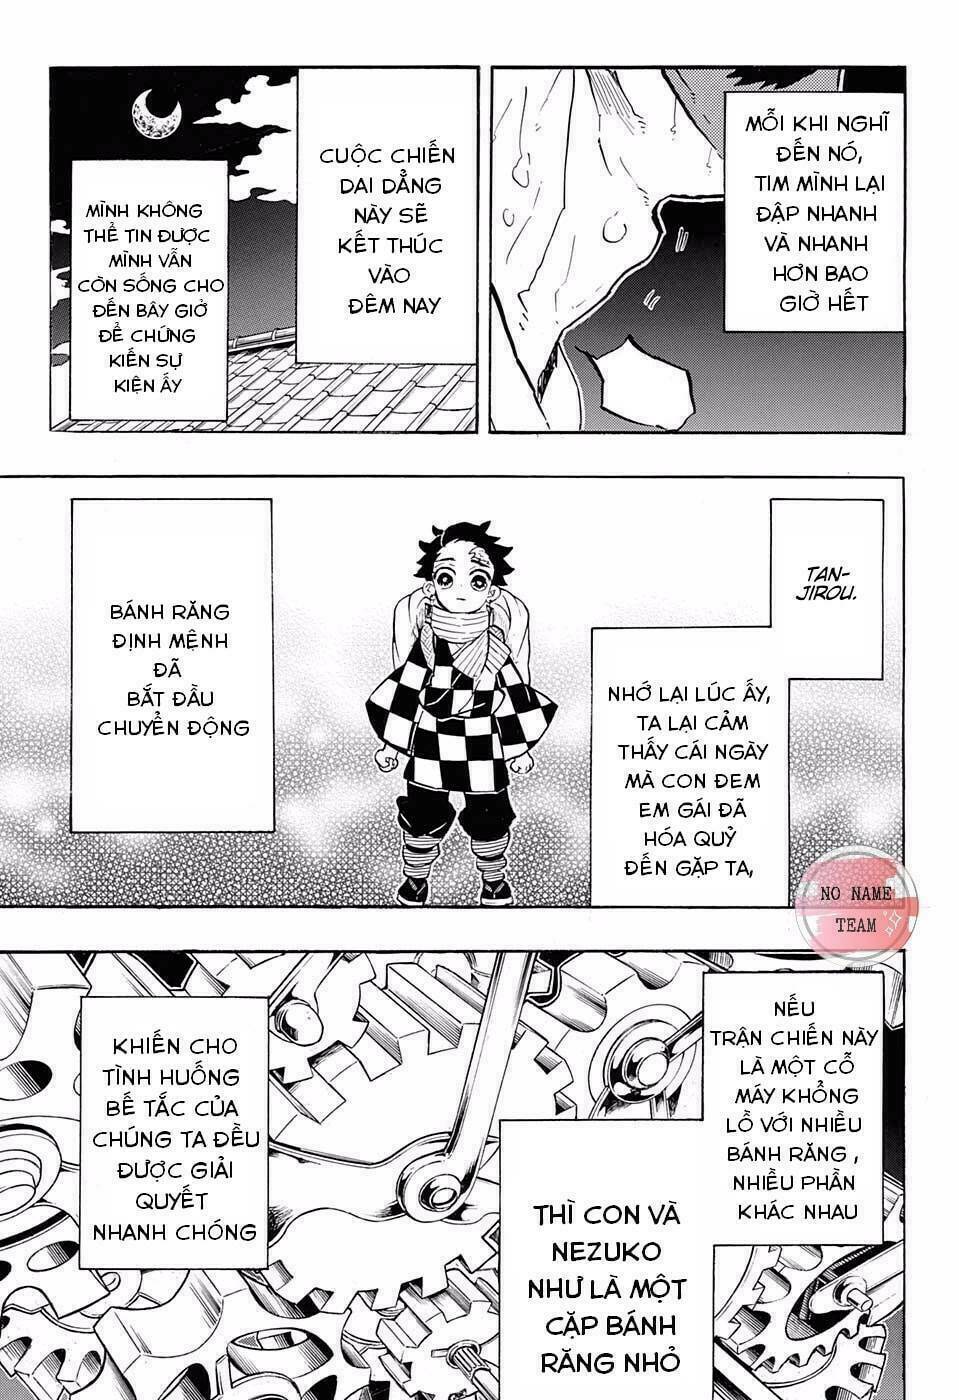 MỖI KHI NGHĨ
ĐẾN NÓ,
TIM MÌNH LẠI
ĐẬP NHANH
VÀ NHANH
HƠN BAO
GIỜ HẾT
CUỘC CHIẾN
DAI DẲNG
NÀY SẼ
KẾT THÚC
VÀO
ĐÊM NAY
MÌNH KHÔNG
THỂ TIN ĐƯỢC
MÌNH VẪN
CÒN SỐNG CHO
ĐẾN BÂY GIỜ
ĐỂ CHỨNG
KIẾN SỰ
KIỆN ẤY
TAN-
JIROU.
NHỚ LẠI LÚC ẤY,
TA LẠI CẢM
THẤY CÁI NGÀY
MÀ CON ĐEM
EM GÁI ĐÃ
HÓA QUỶ
ĐẾN GẶP TA,
BÁNH RĂNG
ĐỊNH MỆNH
ĐÃ
BẮT ĐẦU
CHUYỂN ĐỘNG
NO NAME
TEAM
NẾU
TRẬN CHIẾN NÀY
LÀ MỘT CỖ
MÁY KHỔNG
LỒ VỚI NHIỀU
BÁNH RĂNG ,
NHIỀU PHẦN
KHÁC NHAU
THÌ CON VÀ
NEZUKO
NHƯ LÀ MỘT
CẶP BÁNH
RĂNG NHỎ
KHIẾN CHO
TÌNH HUỐNG
BẾ TẮC CỦA
CHÚNG TA ĐỀU
ĐƯỢC GIẢI
QUYẾT
NHANH CHÓNG